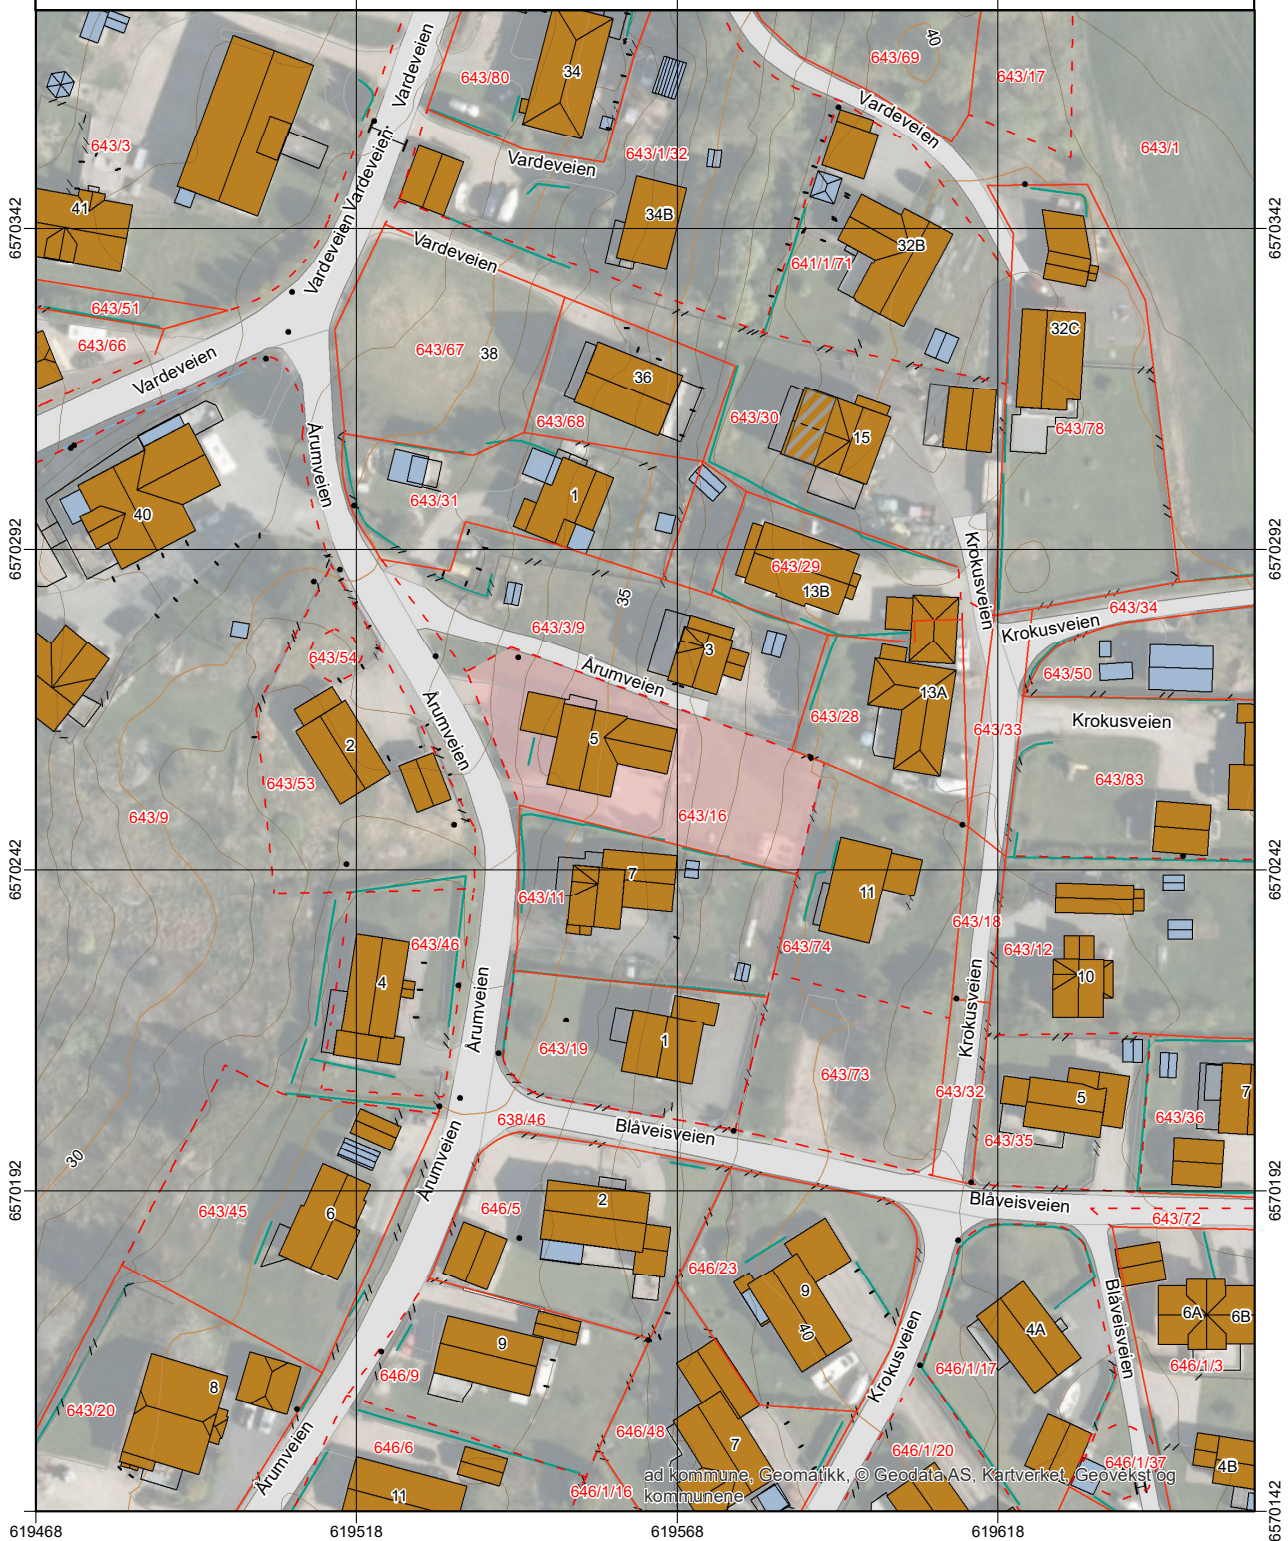 Vardeveien
643/80
34
643/69
40
643/17
643/3
Vardeveien
643/1/32
Vardeveien
643/1
Vardeveien
Vardeveien
41
34B
32B
6570342
6570342
Vardeveien
641/1/71
643/51
643/66
Vardeveien
643/67
38
36
32C
643/68
643/30
15
643/78
Årumveien
643/31
1
40
6570292
6570292
Krokusveien
643/29
13B
35
643/34
643/3/9
Krokusveien
643/54
3
Årumveien
643/50
13A
Årumveien
643/28
643/33
Krokusveien
2
5
643/53
643/83
643/9
643/16
6570242
6570242
7
643/11
11
643/18
643/46
643/74
643/12
4
10
Årumveien
Krokusveien
643/19
1
643/73
643/32
5
7
638/46
Blåveisveien
643/35
643/36
Årumveien
30
6570192
6570192
643/45
6
646/5
2
Blåveisveien
643/72
646/23
9
40
Blåveisveien
6A
6B
4A
9
Krokusveien
646/9
646/1/17
646/1/3
8
643/20
646/48
646/6
7
646/1/20
646/1/37
4B
Årumveien
11
646/1/16
ad kommune, Geomatikk, © Geodata AS, Kartverket, Geovekst og
kommunene
6570142
619468
619518
619568
619618